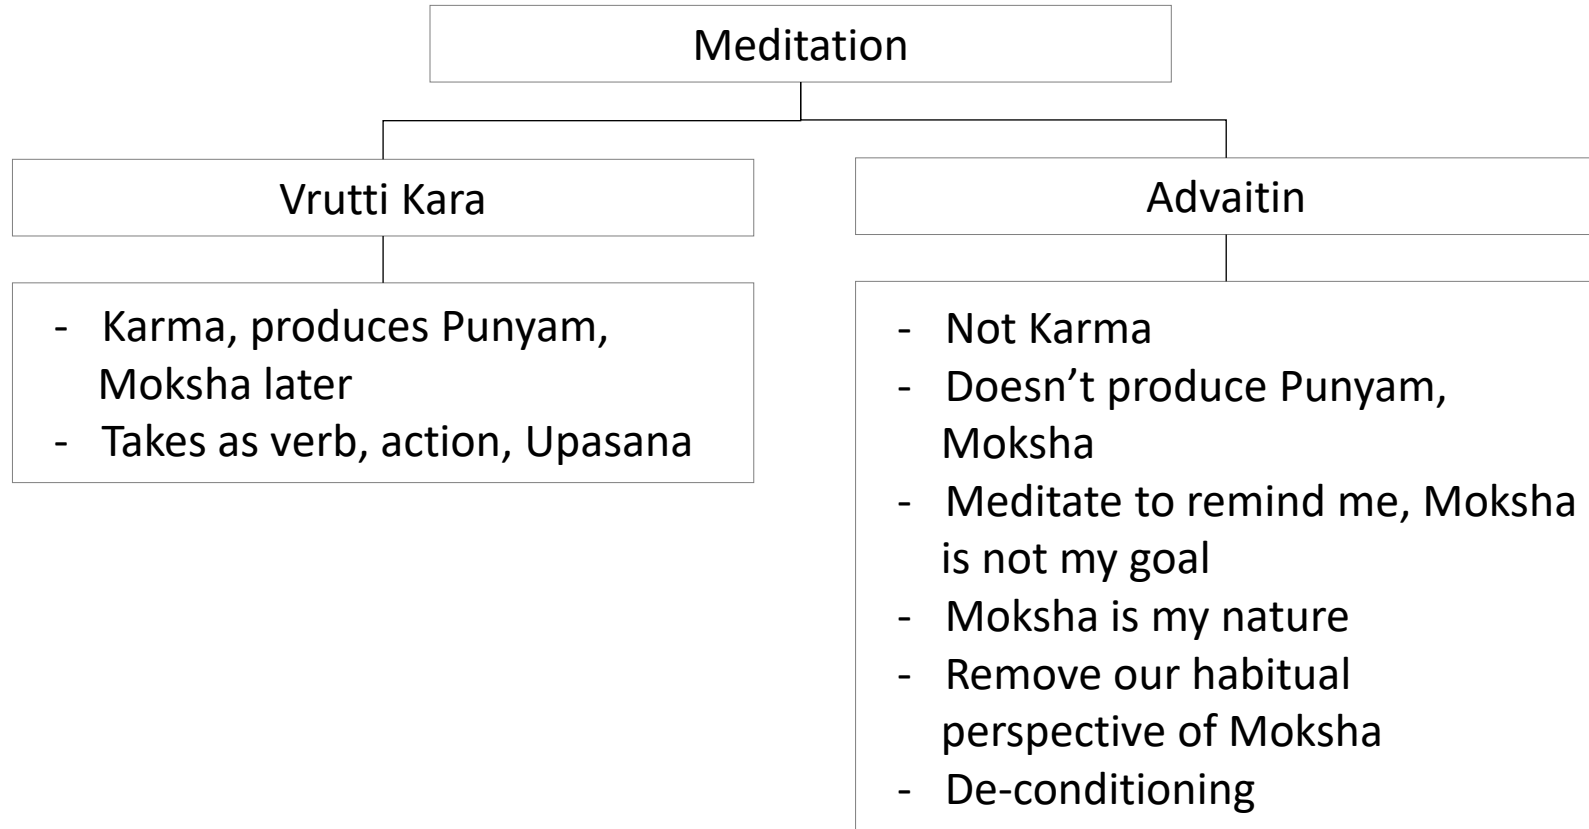 Meditation
Vrutti Kara
- Karma, produces Punyam,
Moksha later
- Takes as verb, action, Upasana
Advaitin
- Not Karma
- Doesn’t produce Punyam,
Moksha
- Meditate to remind me, Moksha
is not my goal
- Moksha is my nature
- Remove our habitual
perspective of Moksha
- De-conditioning